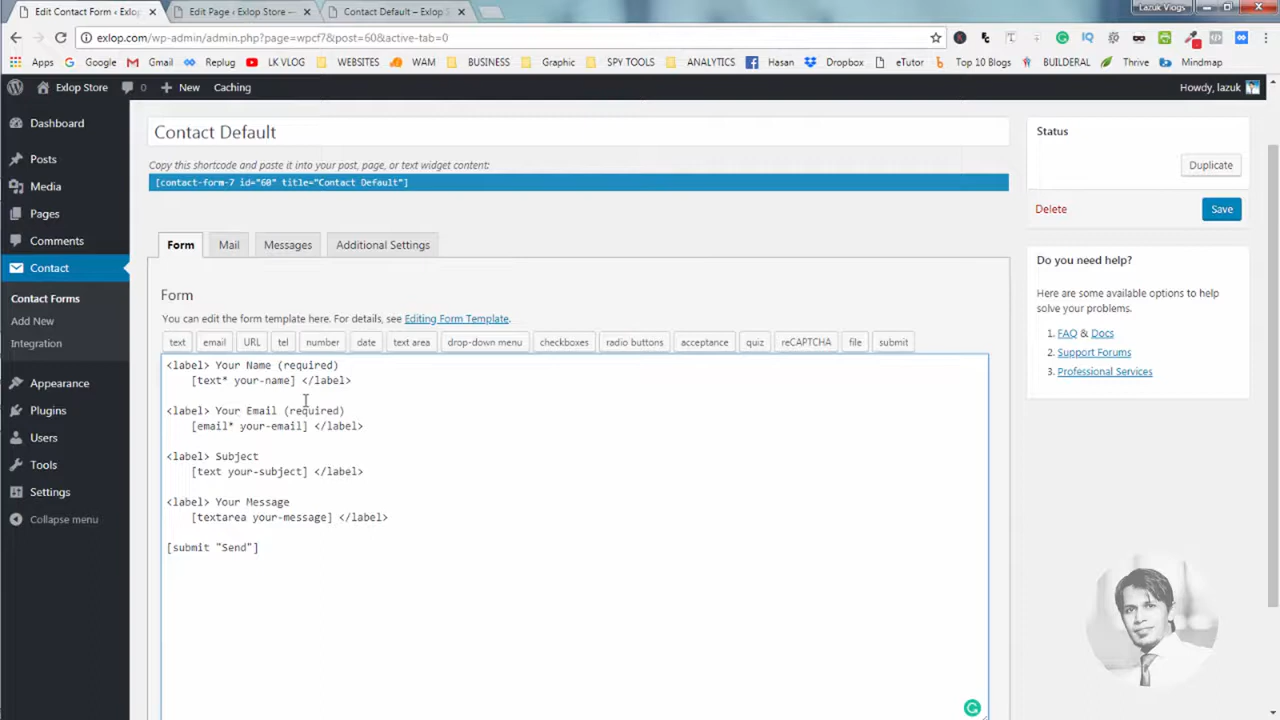 Edit Contact Form ‹ Exlop
Edit Page ‹ Exlop Store —
Contact Default – Exlop S
Lazuk Vlogs
exlop.com/wp-admin/admin.php?page=wpcf7&post=60&active-tab=0
Apps Google Gmail Replug LK VLOG WEBSITES WAM BUSINESS Graphic SPY TOOLS ANALYTICS Hasan Dropbox eTutor Top 10 Blogs BUILDERAL Thrive Mindmap
Exlop Store 0 New Caching Howdy, lazuk
Dashboard
Posts
Media
Pages
Comments
Contact
Contact Forms
Add New
Integration
Appearance
Plugins
Users
Tools
Settings
Collapse menu
Contact Default
Copy this shortcode and paste it into your post, page, or text widget content:
[contact-form-7 id="60" title="Contact Default"]
Form Mail Messages Additional Settings
Form
You can edit the form template here. For details, see Editing Form Template.
text email URL tel number date text area drop-down menu checkboxes radio buttons acceptance quiz reCAPTCHA file submit
<label> Your Name (required)
[text* your-name] </label>
<label> Your Email (required)
[email* your-email] </label>
<label> Subject
[text your-subject] </label>
<label> Your Message
[textarea your-message] </label>
[submit "Send"]
Status
Duplicate
Delete Save
Do you need help?
Here are some available options to help
solve your problems.
1. FAQ & Docs
2. Support Forums
3. Professional Services